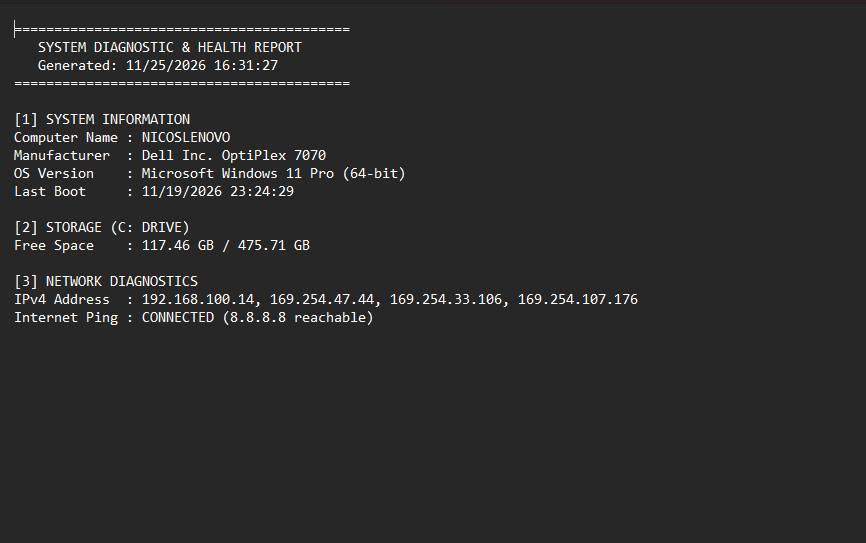 ==========================================
SYSTEM DIAGNOSTIC & HEALTH REPORT
Generated: 11/25/2026 16:31:27
==========================================
[1] SYSTEM INFORMATION
Computer Name : NICOSLENOVO
Manufacturer  : Dell Inc. OptiPlex 7070
OS Version    : Microsoft Windows 11 Pro (64-bit)
Last Boot     : 11/19/2026 23:24:29
[2] STORAGE (C: DRIVE)
Free Space    : 117.46 GB / 475.71 GB
[3] NETWORK DIAGNOSTICS
IPv4 Address  : 192.168.100.14, 169.254.47.44, 169.254.33.106, 169.254.107.176
Internet Ping : CONNECTED (8.8.8.8 reachable)